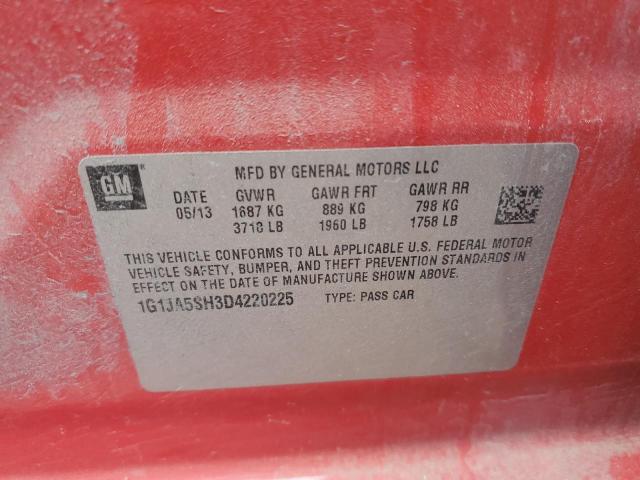 GM
MFD BY GENERAL MOTORS LLC
DATE GVWR GAWR FRT GAWR RR
05/13 1687 KG 889 KG 798 KG
3718 LB 1960 LB 1758 LB
THIS VEHICLE CONFORMS TO ALL APPLICABLE U.S. FEDERAL MOTOR
VEHICLE SAFETY, BUMPER, AND THEFT PREVENTION STANDARDS IN
EFFECT ON THE DATE OF MANUFACTURE SHOWN ABOVE.
1G1JA5SH3D4220225 TYPE: PASS CAR